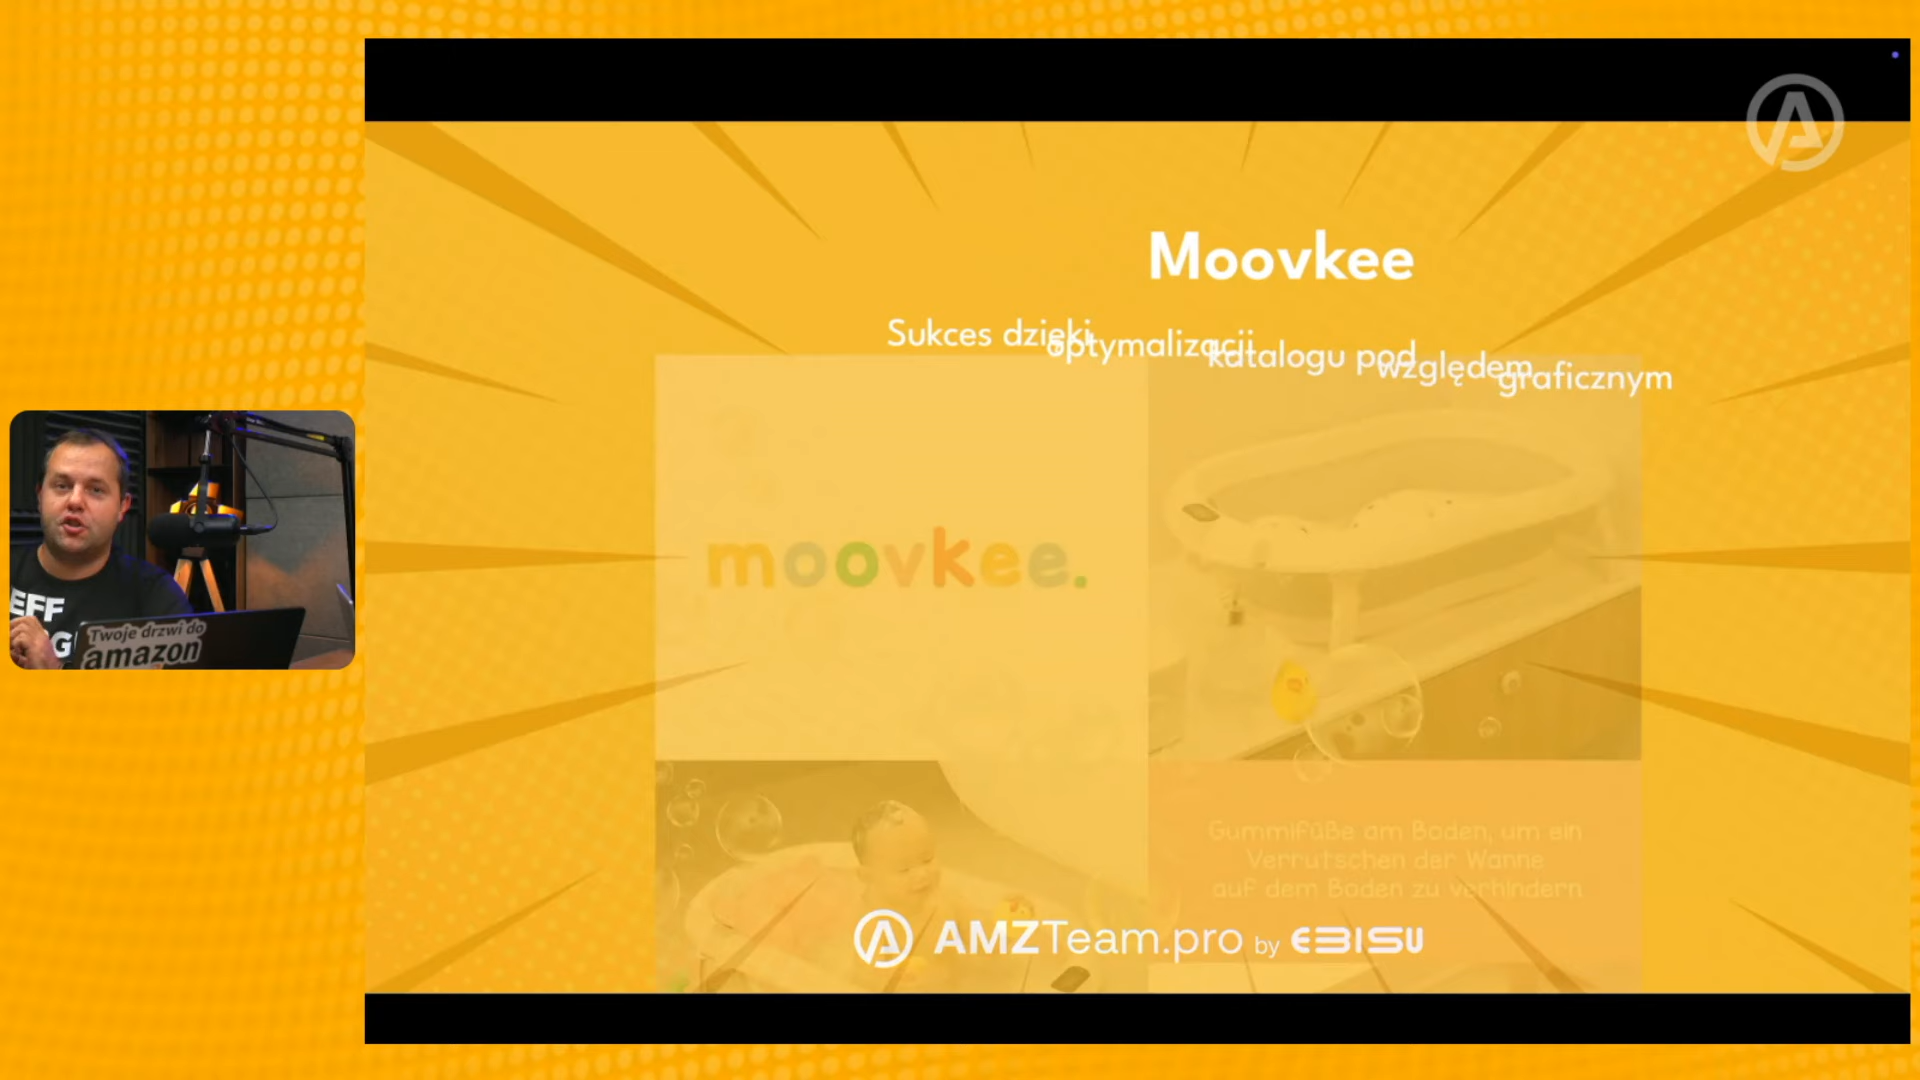 Moovkee
Sukces dzięki optymalizacji katalogu pod względem graficznym
moovkee.
Gummifüße am Boden, um ein
Verrutschen der Wanne
auf dem Boden zu verhindern
EFF
Twoje drzwi do
amazon
AMZTeam.pro by EBISU